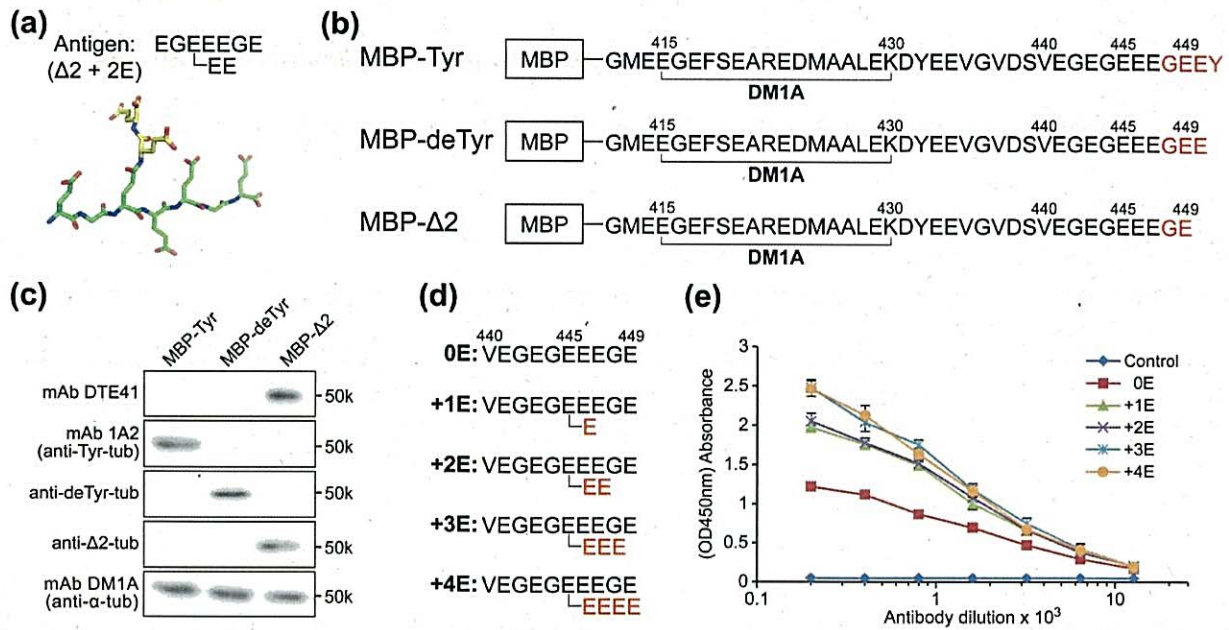 (a)
Antigen: EGEEEGE
(Δ2 + 2E) EE
(b)
415 430 440 445 449
MBP-Tyr MBP GMEEGEFSEAREDMAALEKDYEEVGVDSVEGEGEEEGEEY
DM1A
415 430 440 445 449
MBP-deTyr MBP GMEEGEFSEAREDMAALEKDYEEVGVDSVEGEGEEEGEE
DM1A
415 430 440 445 449
MBP-Δ2 MBP GMEEGEFSEAREDMAALEKDYEEVGVDSVEGEGEEEGE
DM1A
(c)
MBP-Tyr MBP-deTyr MBP-Δ2
mAb DTE41 50k
mAb 1A2
(anti-Tyr-tub) 50k
anti-deTyr-tub 50k
anti-Δ2-tub 50k
mAb DM1A
(anti-α-tub) 50k
(d)
440 445 449
0E: VEGEGEEEGE
+1E: VEGEGEEEGE
E
+2E: VEGEGEEEGE
EE
+3E: VEGEGEEEGE
EEE
+4E: VEGEGEEEGE
EEEE
(e)
(OD450nm) Absorbance
3
2.5
2
1.5
1
0.5
0
0.1 1 10
Antibody dilution x 10³
Control
0E
+1E
+2E
+3E
+4E